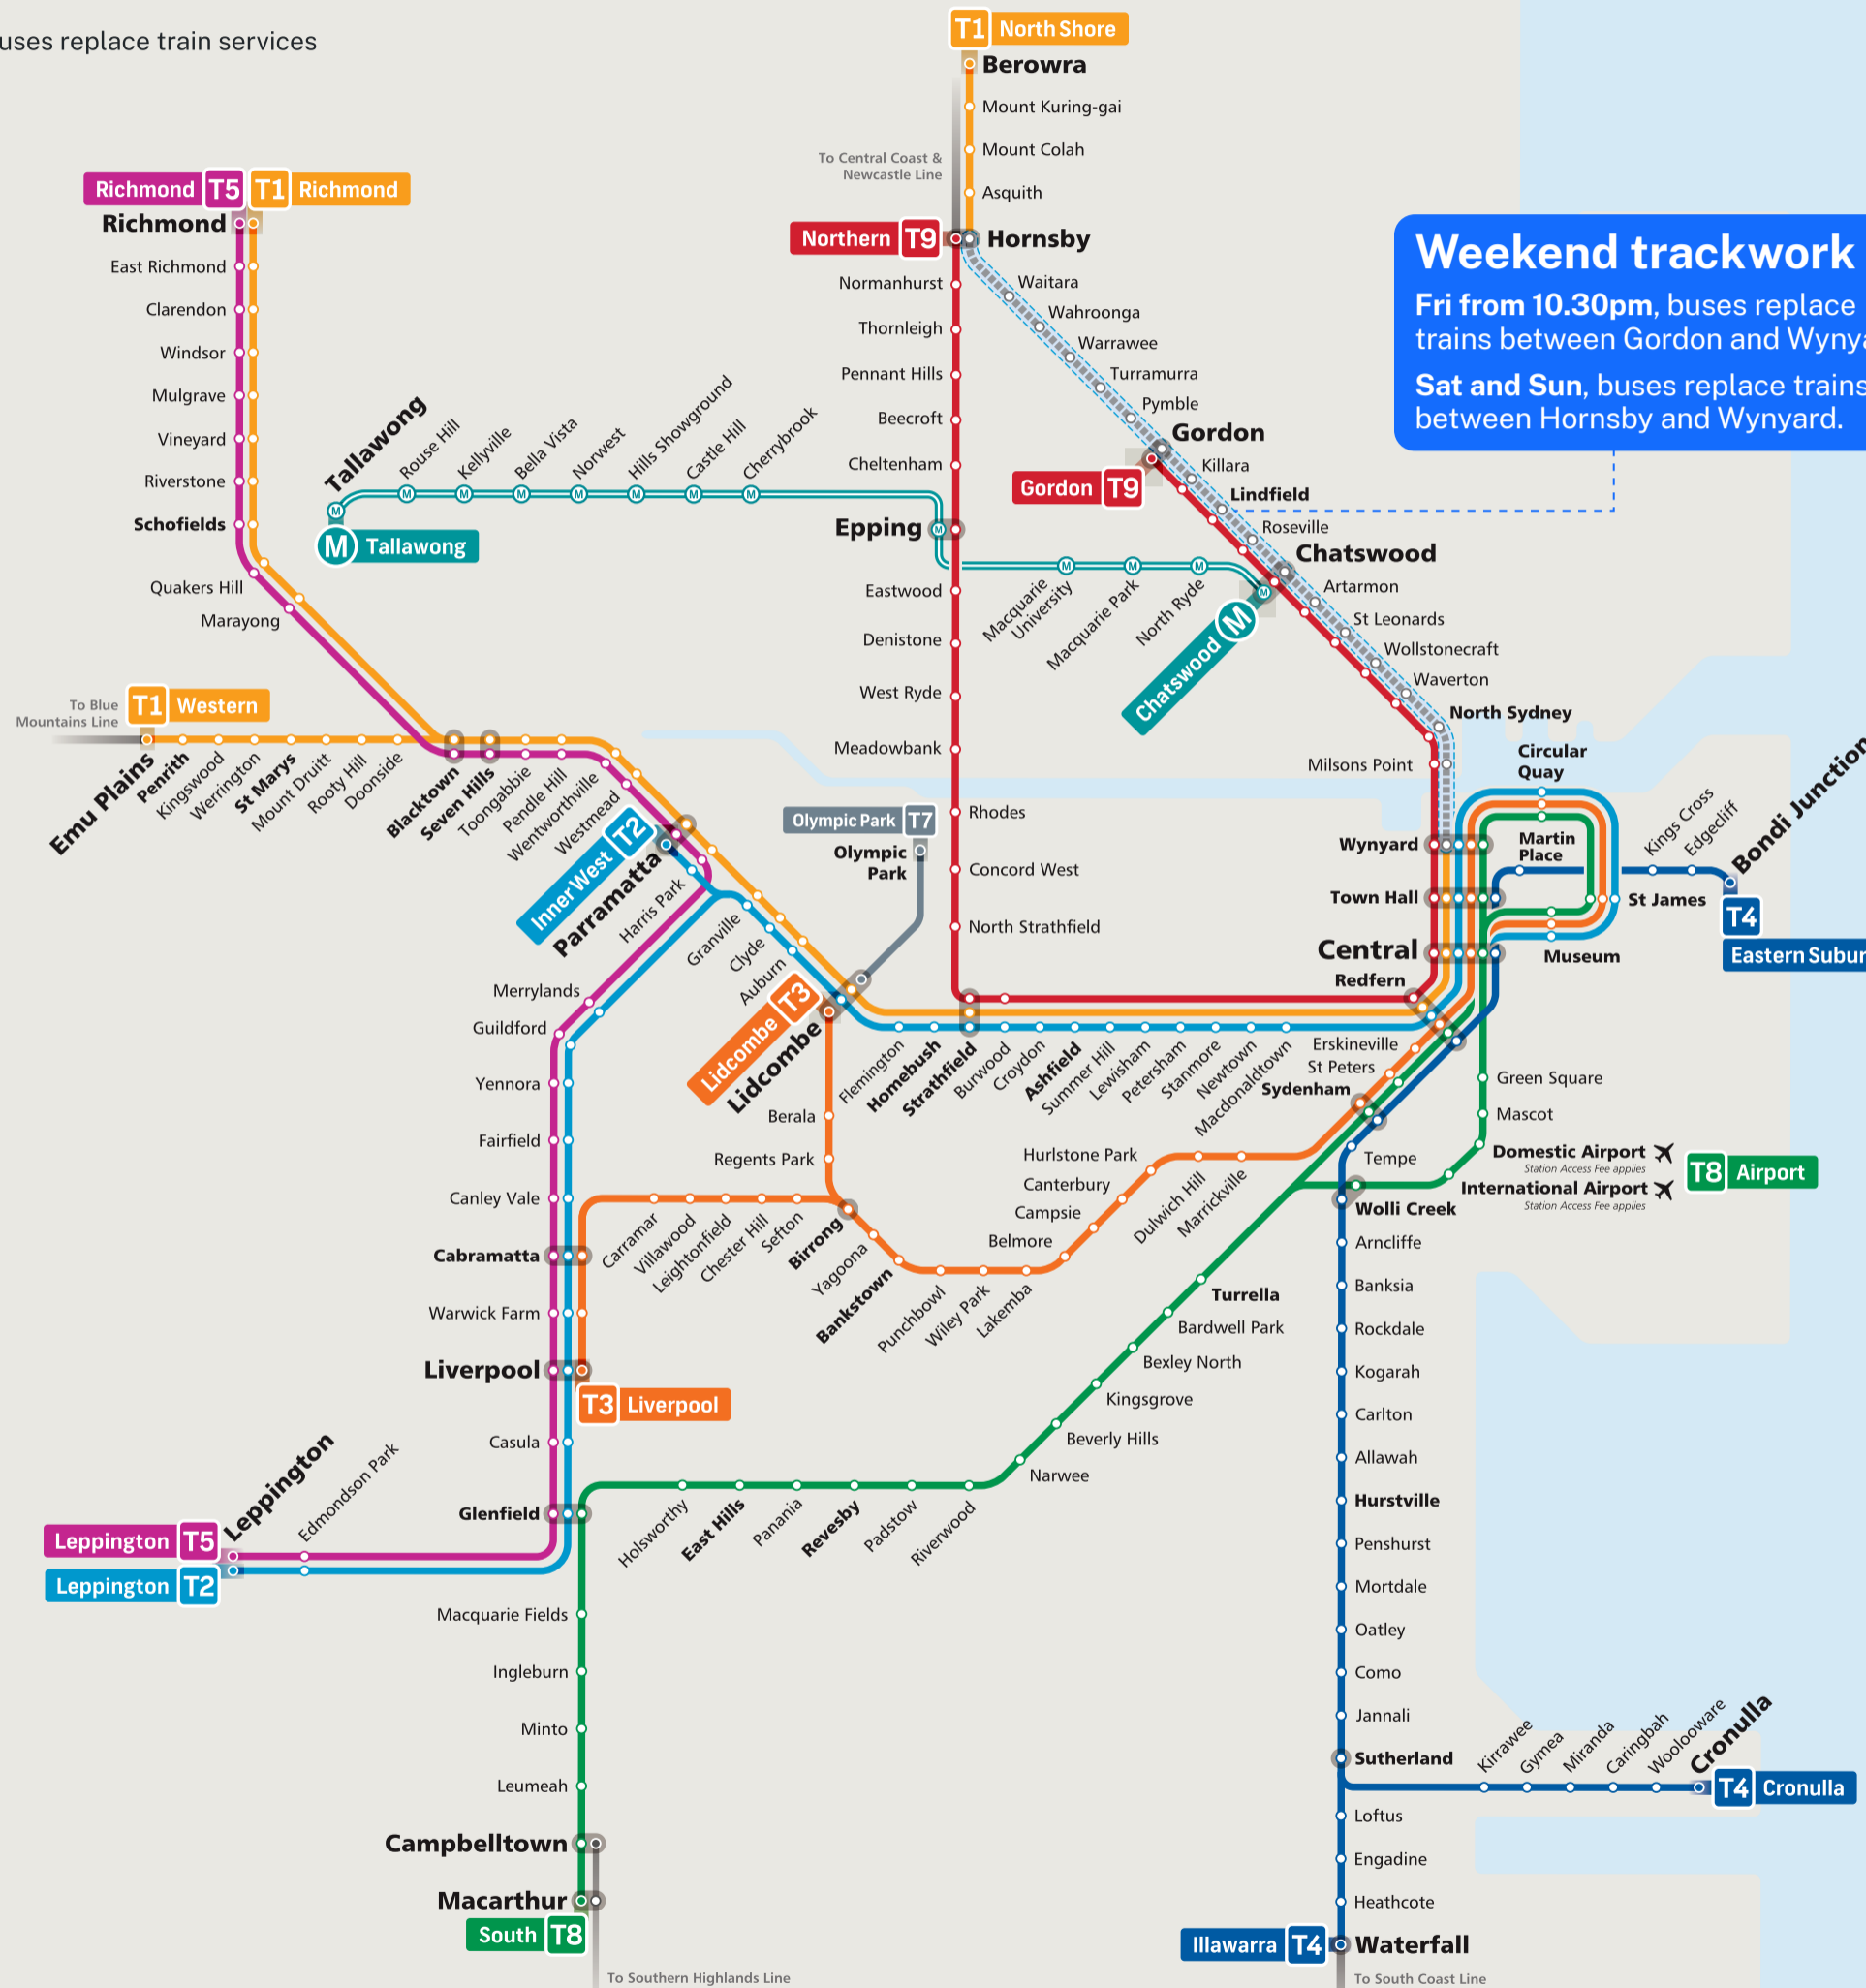 uses replace train services
T1 North Shore
Berowra
Mount Kuring-gai
Mount Colah
Asquith
To Central Coast &
Newcastle Line
Northern T9
Hornsby
Richmond T5
T1 Richmond
Richmond
East Richmond
Clarendon
Windsor
Mulgrave
Vineyard
Riverstone
Schofields
Quakers Hill
Marayong
Weekend trackwork
Fri from 10.30pm, buses replace
trains between Gordon and Wynya
Sat and Sun, buses replace trains
between Hornsby and Wynyard.
Normanhurst
Thornleigh
Pennant Hills
Beecroft
Cheltenham
Epping
Eastwood
Denistone
West Ryde
Meadowbank
Rhodes
Concord West
North Strathfield
Waitara
Wahroonga
Warrawee
Turramurra
Pymble
Gordon
Gordon T9
Killara
Lindfield
Roseville
Chatswood
Artarmon
St Leonards
Wollstonecraft
Waverton
North Sydney
Milsons Point
Wynyard
Town Hall
Central
Redfern
Tallawong
Rouse Hill
Kellyville
Bella Vista
Norwest
Hills Showground
Castle Hill
Cherrybrook
M Tallawong
Macquarie
University
Macquarie Park
North Ryde
Chatswood M
To Blue
Mountains Line
T1 Western
Emu Plains
Penrith
Kingswood
Werrington
St Marys
Mount Druitt
Rooty Hill
Doonside
Blacktown
Seven Hills
Toongabbie
Pendle Hill
Wentworthville
Westmead
Inner West T2
Parramatta
Harris Park
Granville
Clyde
Auburn
Olympic Park T7
Olympic
Park
Lidcombe T3
Lidcombe
Flemington
Homebush
Strathfield
Burwood
Croydon
Ashfield
Summer Hill
Lewisham
Petersham
Stanmore
Newtown
Macdonaldtown
Circular
Quay
Martin
Place
St James
Museum
Kings Cross
Edgecliff
Bondi Junction
T4
Eastern Subur
Erskineville
St Peters
Sydenham
Green Square
Mascot
Domestic Airport
Station Access Fee applies
International Airport
Station Access Fee applies
T8 Airport
Tempe
Wolli Creek
Arncliffe
Banksia
Rockdale
Kogarah
Carlton
Allawah
Hurstville
Penshurst
Mortdale
Oatley
Como
Jannali
Sutherland
Loftus
Engadine
Heathcote
Illawarra T4
Waterfall
To South Coast Line
Kirrawee
Gymea
Miranda
Caringbah
Woolooware
Cronulla
T4 Cronulla
Merrylands
Guildford
Yennora
Fairfield
Canley Vale
Cabramatta
Warwick Farm
Liverpool
T3 Liverpool
Casula
Glenfield
Leppington
Edmondson Park
Leppington T5
Leppington T2
Berala
Regents Park
Carramar
Villawood
Leightonfield
Chester Hill
Sefton
Birrong
Yagoona
Bankstown
Punchbowl
Wiley Park
Lakemba
Belmore
Campsie
Canterbury
Hurlstone Park
Dulwich Hill
Marrickville
Turrella
Bardwell Park
Bexley North
Kingsgrove
Beverly Hills
Narwee
Riverwood
Padstow
Revesby
Panania
East Hills
Holsworthy
Macquarie Fields
Ingleburn
Minto
Leumeah
Campbelltown
Macarthur
South T8
To Southern Highlands Line